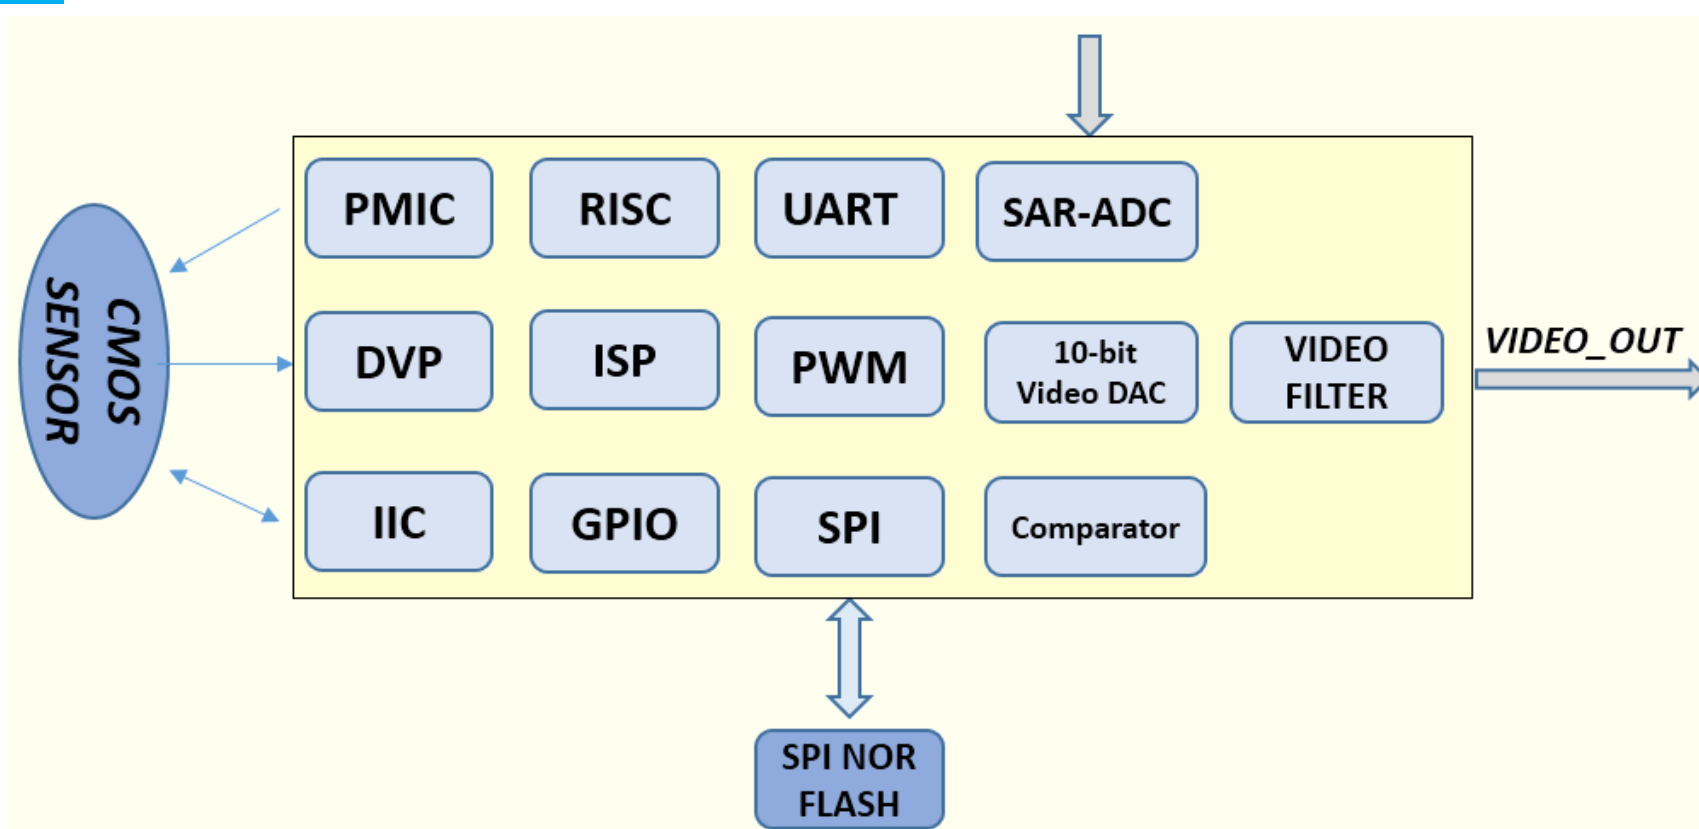 PMIC
RISC
UART
SAR-ADC
CMOS
SENSOR
DVP
ISP
PWM
10-bit
Video DAC
VIDEO
FILTER
VIDEO_OUT
IIC
GPIO
SPI
Comparator
SPI NOR
FLASH